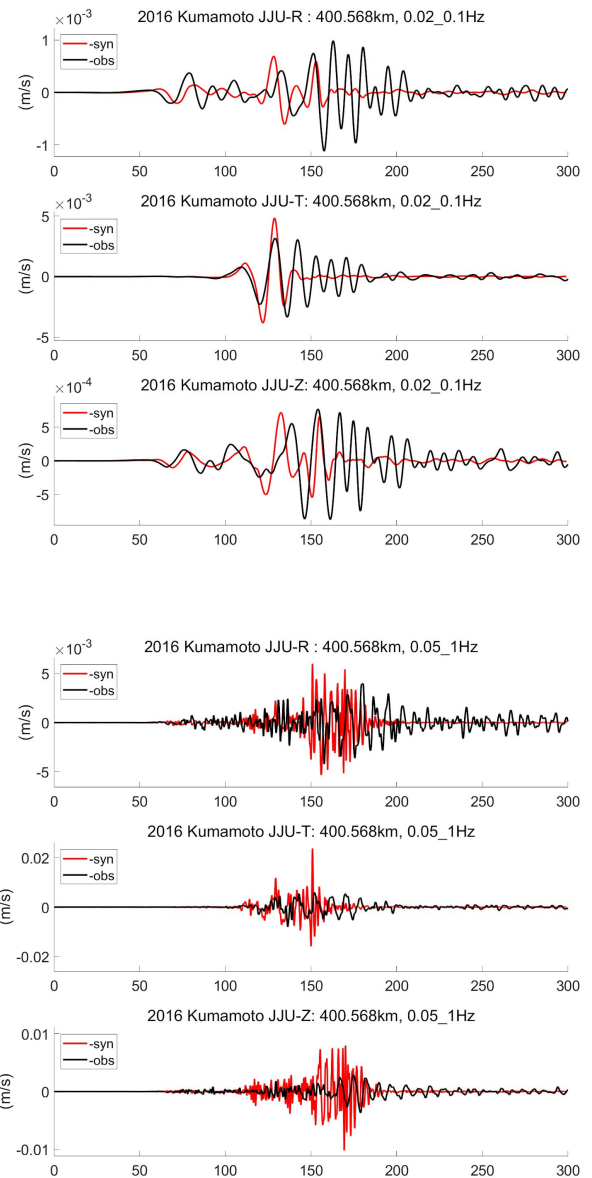 ×10⁻³
2016 Kumamoto JJU-R : 400.568km, 0.02_0.1Hz
-syn
-obs
(m/s)
1
0
-1
0 50 100 150 200 250 300
×10⁻³
2016 Kumamoto JJU-T: 400.568km, 0.02_0.1Hz
-syn
-obs
(m/s)
5
0
-5
0 50 100 150 200 250 300
×10⁻⁴
2016 Kumamoto JJU-Z: 400.568km, 0.02_0.1Hz
-syn
-obs
(m/s)
5
0
-5
0 50 100 150 200 250 300
×10⁻³
2016 Kumamoto JJU-R : 400.568km, 0.05_1Hz
-syn
-obs
(m/s)
5
0
-5
0 50 100 150 200 250 300
2016 Kumamoto JJU-T: 400.568km, 0.05_1Hz
-syn
-obs
(m/s)
0.02
0
-0.02
0 50 100 150 200 250 300
2016 Kumamoto JJU-Z: 400.568km, 0.05_1Hz
-syn
-obs
(m/s)
0.01
0
-0.01
0 50 100 150 200 250 300